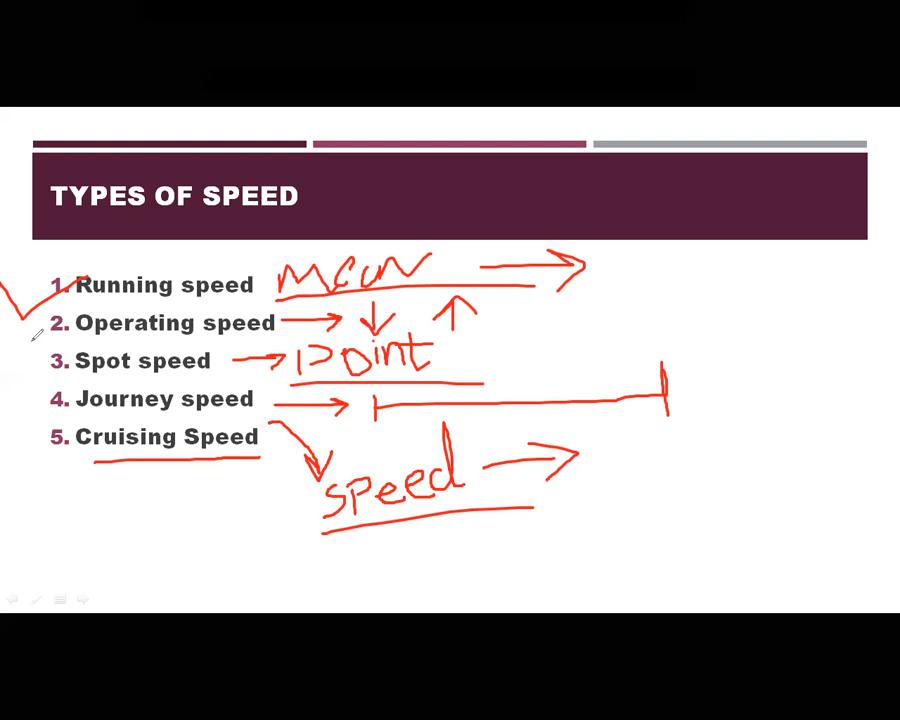 TYPES OF SPEED
1. Running speed mean
2. Operating speed
3. Spot speed point
4. Journey speed
5. Cruising Speed
speed